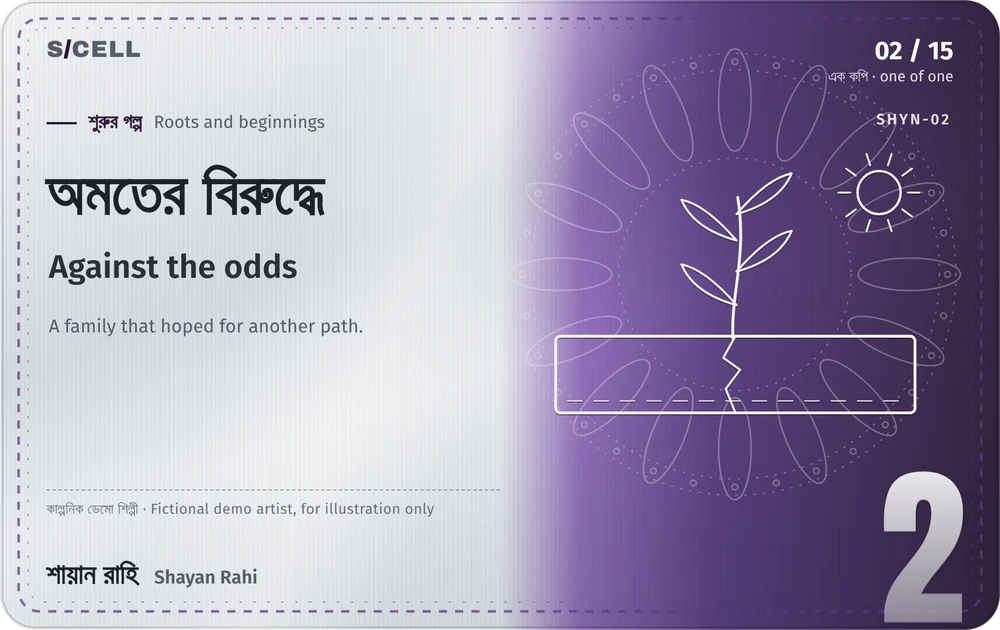 S/CELL
02 / 15
এক কপি · one of one
SHYN-02
শুরুর গল্প Roots and beginnings
অমতের বিরুদ্ধে
Against the odds
A family that hoped for another path.
কাল্পনিক ডেমো শিল্পী · Fictional demo artist, for illustration only
শায়ান রাহি Shayan Rahi
2